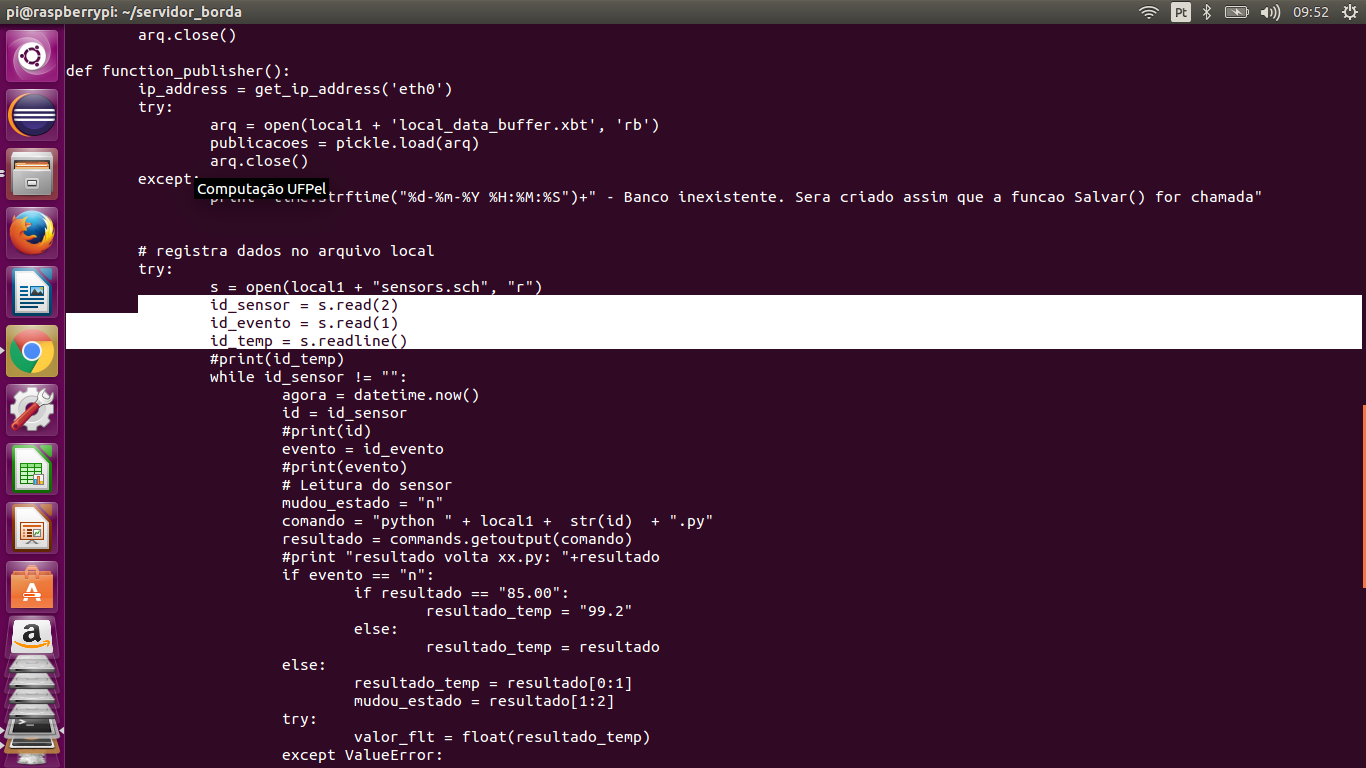 pi@raspberrypi: ~/servidor_borda
Pt
09:52
arq.close()
def function_publisher():
ip_address = get_ip_address('eth0')
try:
arq = open(local1 + 'local_data_buffer.xbt', 'rb')
publicacoes = pickle.load(arq)
arq.close()
except:
Computação UFPel
print time.strftime("%d-%m-%Y %H:%M:%S")+" - Banco inexistente. Sera criado assim que a funcao Salvar() for chamada"
# registra dados no arquivo local
try:
s = open(local1 + "sensors.sch", "r")
id_sensor = s.read(2)
id_evento = s.read(1)
id_temp = s.readline()
#print(id_temp)
while id_sensor != "":
agora = datetime.now()
id = id_sensor
#print(id)
evento = id_evento
#print(evento)
# Leitura do sensor
mudou_estado = "n"
comando = "python " + local1 +  str(id)  + ".py"
resultado = commands.getoutput(comando)
#print "resultado volta xx.py: "+resultado
if evento == "n":
if resultado == "85.00":
resultado_temp = "99.2"
else:
resultado_temp = resultado
else:
resultado_temp = resultado[0:1]
mudou_estado = resultado[1:2]
try:
valor_flt = float(resultado_temp)
except ValueError: